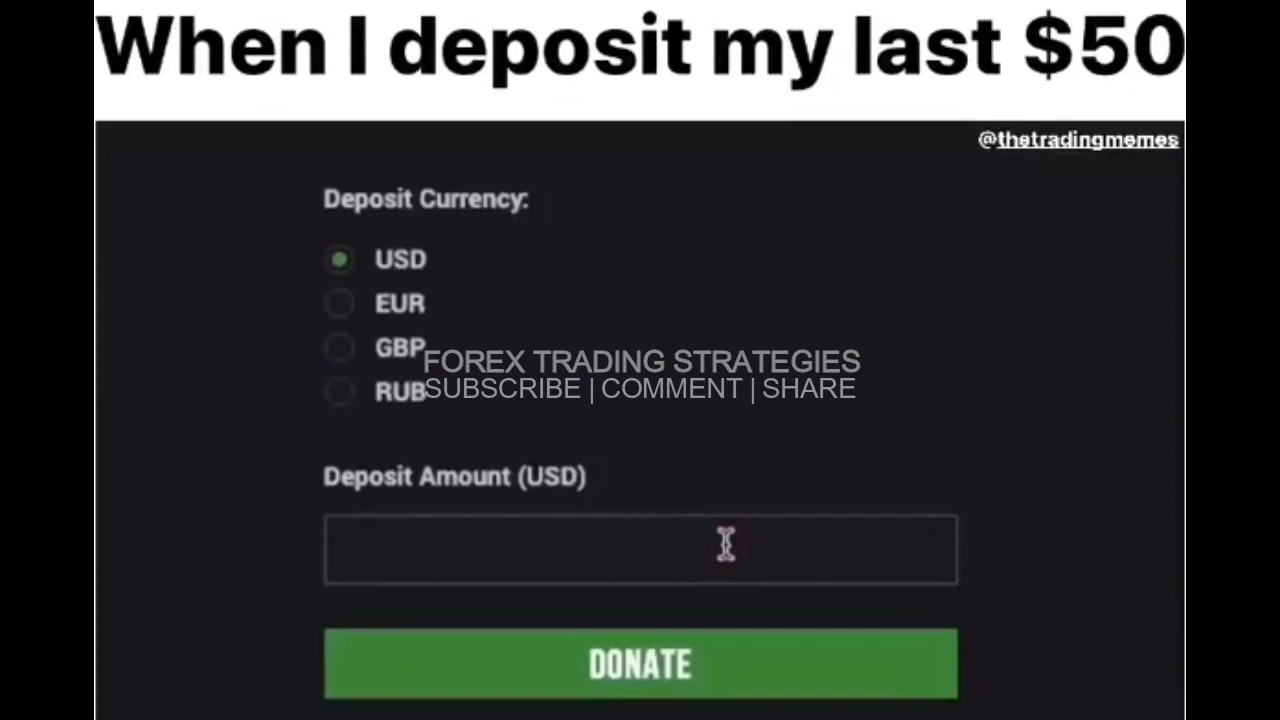 When I deposit my last $50
@thetradingmemes
Deposit Currency:
USD
EUR
GBP
RUB
FOREX TRADING STRATEGIES
SUBSCRIBE | COMMENT | SHARE
Deposit Amount (USD)
DONATE